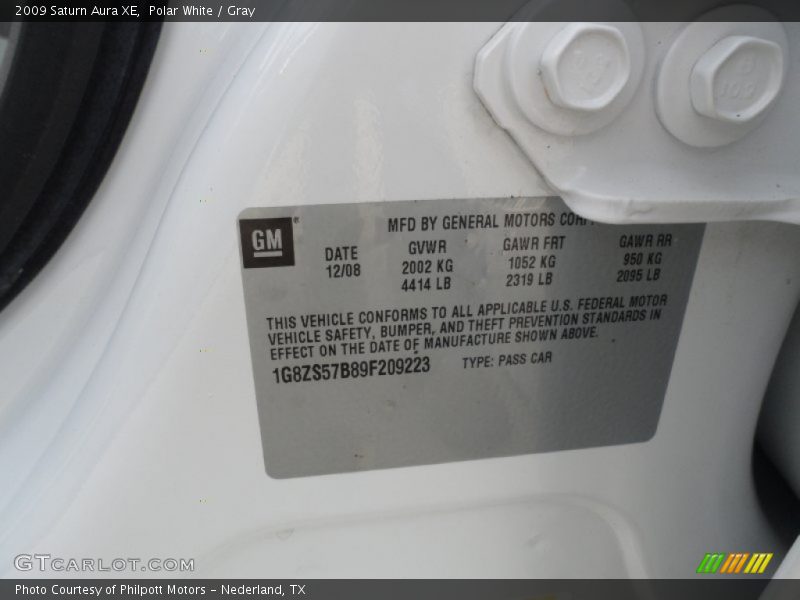 2009 Saturn Aura XE, Polar White / Gray
GM
MFD BY GENERAL MOTORS
DATE GVWR GAWR FRT GAWR RR
12/08 2002 KG 1052 KG 950 KG
4414 LB 2319 LB 2095 LB
THIS VEHICLE CONFORMS TO ALL APPLICABLE U.S. FEDERAL MOTOR
VEHICLE SAFETY, BUMPER, AND THEFT PREVENTION STANDARDS IN
EFFECT ON THE DATE OF MANUFACTURE SHOWN ABOVE.
1G8ZS57B89F209223 TYPE: PASS CAR
GTCARLOT.COM
Photo Courtesy of Philpott Motors - Nederland, TX